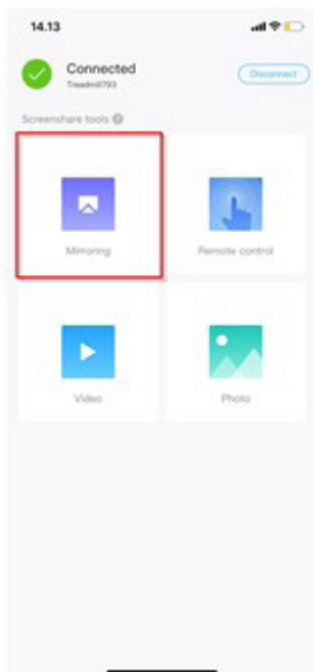 14.13
Connected
Disconnect
Treadmill793
Screenshare tools
Mirroring
Remote control
Video
Photo